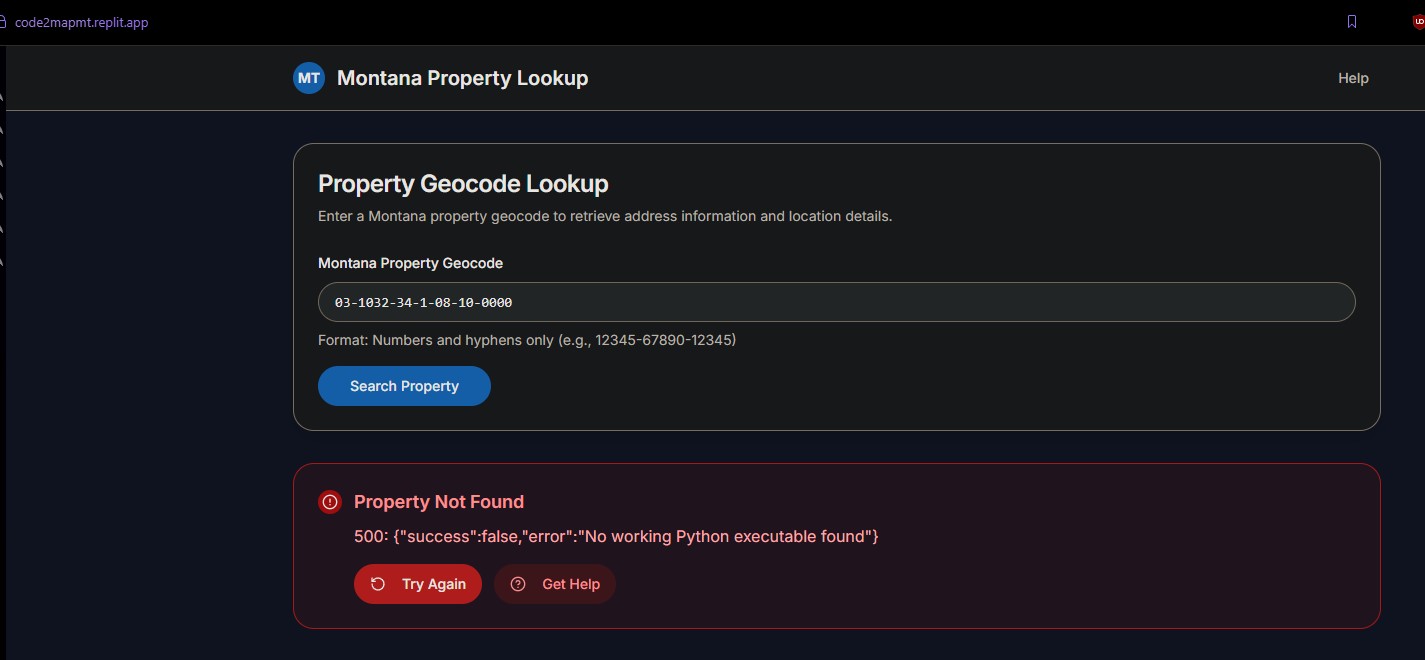 code2mapmt.replit.app
MT Montana Property Lookup
Help
Property Geocode Lookup
Enter a Montana property geocode to retrieve address information and location details.
Montana Property Geocode
03-1032-34-1-08-10-0000
Format: Numbers and hyphens only (e.g., 12345-67890-12345)
Search Property
Property Not Found
500: {"success":false,"error":"No working Python executable found"}
Try Again
Get Help